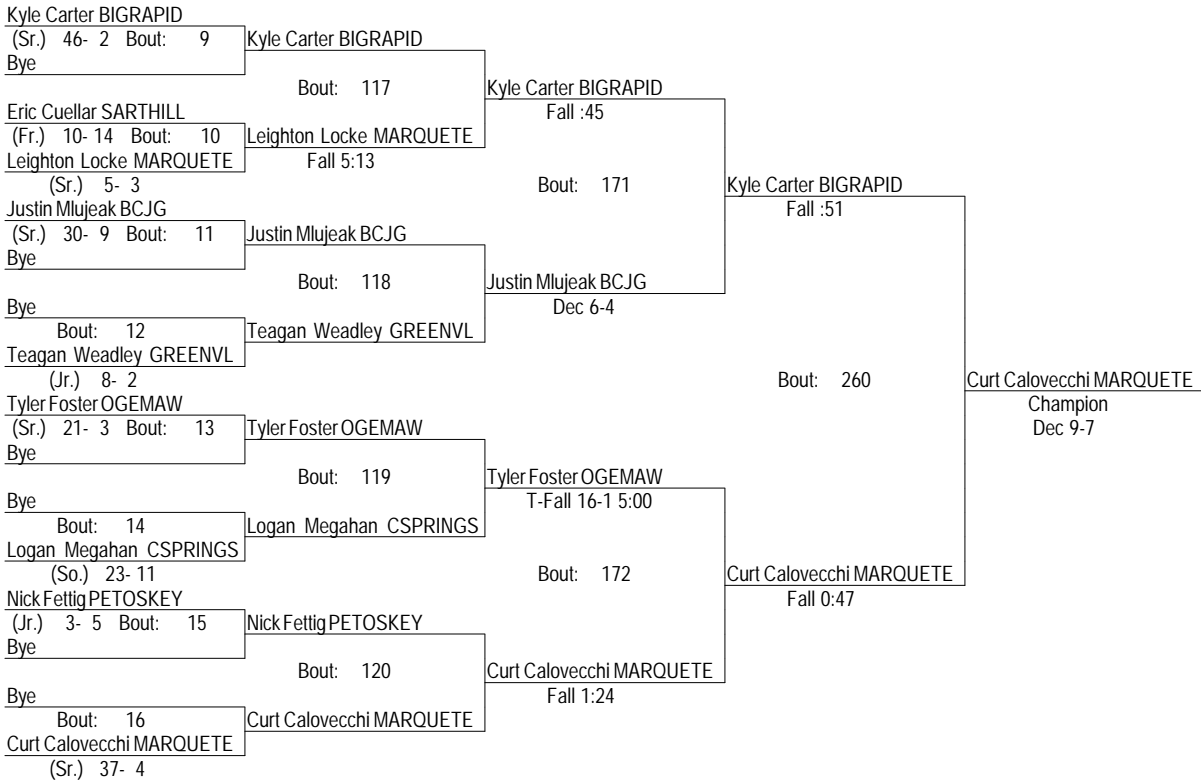 Kyle Carter BIGRAPID
(Sr.) 46- 2 Bout: 9
Bye
Kyle Carter BIGRAPID
Bout: 117
Kyle Carter BIGRAPID
Fall :45
Eric Cuellar SARTHILL
(Fr.) 10- 14 Bout: 10
Leighton Locke MARQUETE
(Sr.) 5- 3
Leighton Locke MARQUETE
Fall 5:13
Bout: 171
Kyle Carter BIGRAPID
Fall :51
Justin Mlujeak BCJG
(Sr.) 30- 9 Bout: 11
Bye
Justin Mlujeak BCJG
Bout: 118
Justin Mlujeak BCJG
Dec 6-4
Bye
Bout: 12
Teagan Weadley GREENVL
(Jr.) 8- 2
Teagan Weadley GREENVL
Bout: 260
Curt Calovecchi MARQUETE
Champion
Dec 9-7
Tyler Foster OGEMAW
(Sr.) 21- 3 Bout: 13
Bye
Tyler Foster OGEMAW
Bout: 119
Tyler Foster OGEMAW
T-Fall 16-1 5:00
Bye
Bout: 14
Logan Megahan CSPRINGS
(So.) 23- 11
Logan Megahan CSPRINGS
Bout: 172
Curt Calovecchi MARQUETE
Fall 0:47
Nick Fettig PETOSKEY
(Jr.) 3- 5 Bout: 15
Bye
Nick Fettig PETOSKEY
Bout: 120
Curt Calovecchi MARQUETE
Fall 1:24
Bye
Bout: 16
Curt Calovecchi MARQUETE
(Sr.) 37- 4
Curt Calovecchi MARQUETE